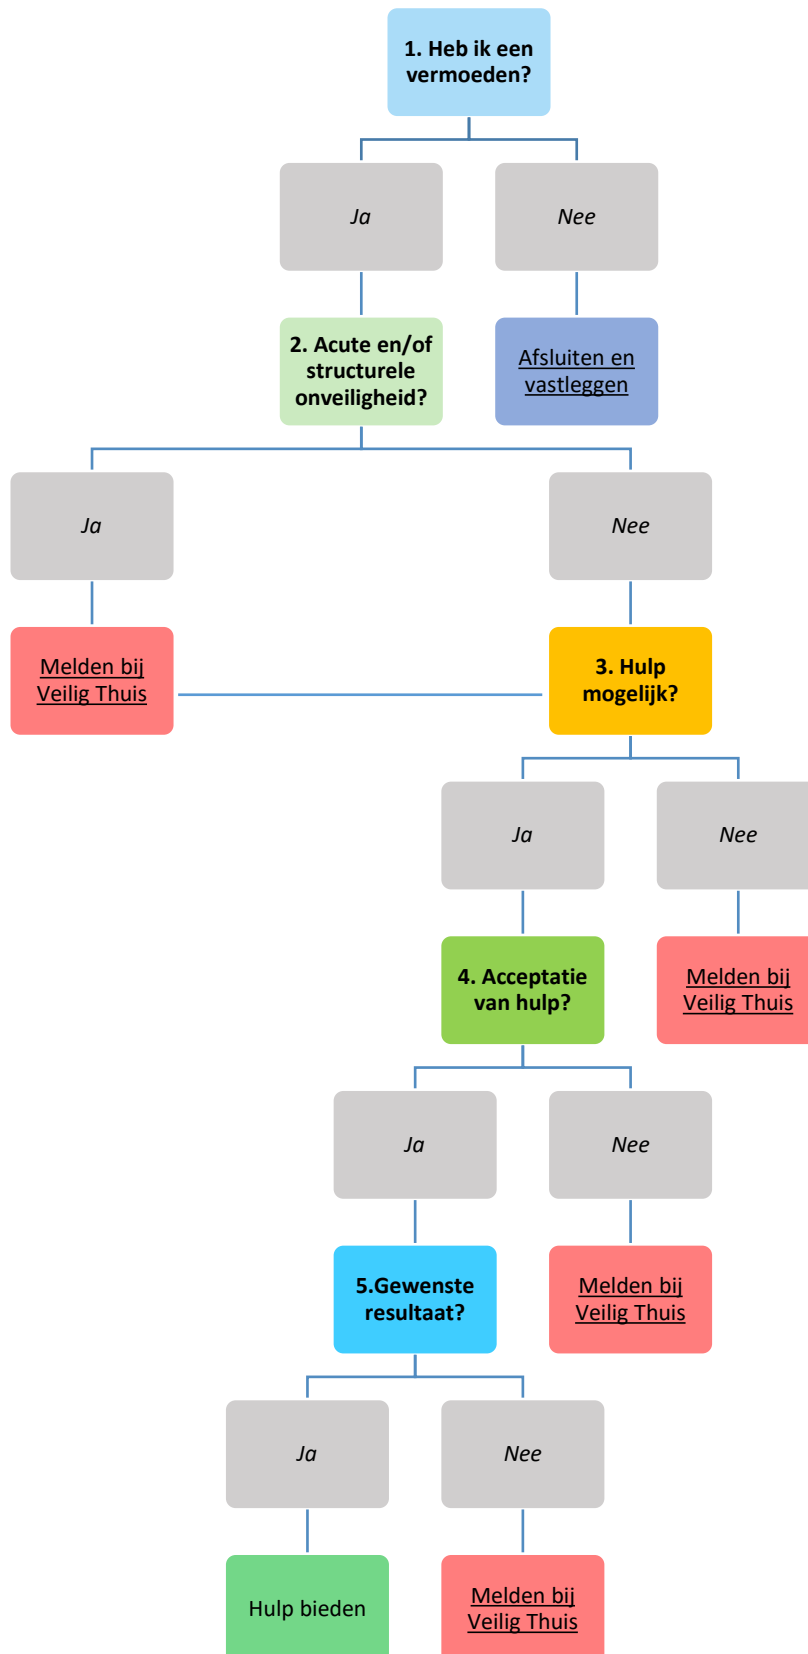 1. Heb ik een
vermoeden?
Ja
Nee
2. Acute en/of
structurele
onveiligheid?
Afsluiten en
vastleggen
Ja
Nee
Melden bij
Veilig Thuis
3. Hulp
mogelijk?
Ja
Nee
4. Acceptatie
van hulp?
Melden bij
Veilig Thuis
Ja
Nee
5.Gewenste
resultaat?
Melden bij
Veilig Thuis
Ja
Nee
Hulp bieden
Melden bij
Veilig Thuis